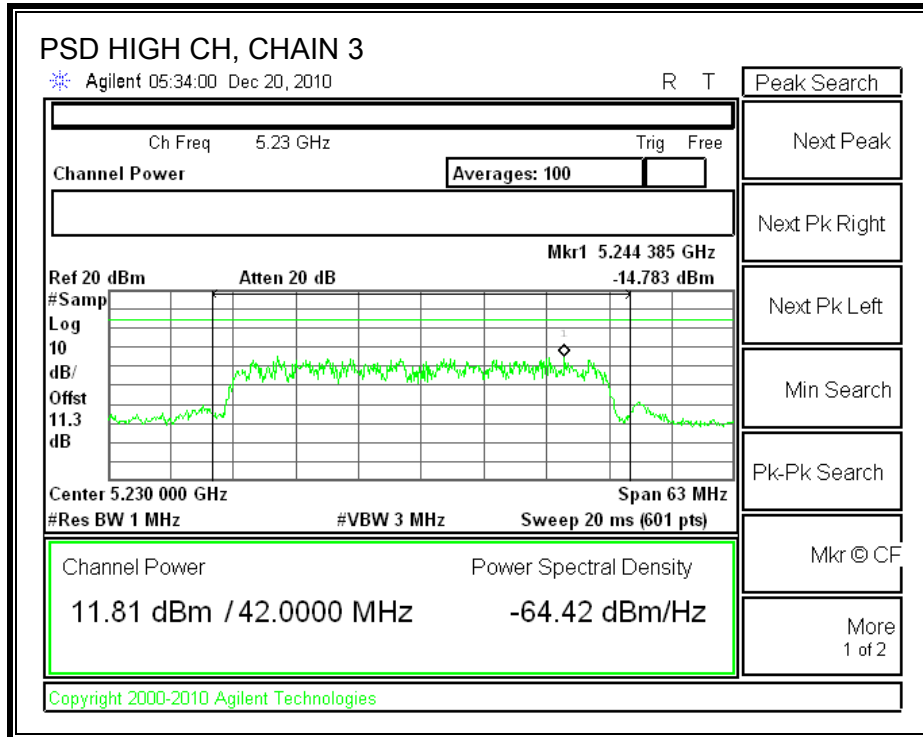 PSD HIGH CH, CHAIN 3
Agilent 05:34:00 Dec 20, 2010 R T
Peak Search
Ch Freq 5.23 GHz Trig Free
Channel Power Averages: 100
Next Peak
Next Pk Right
Mkr1 5.244 385 GHz
Ref 20 dBm Atten 20 dB -14.783 dBm
#Samp
Log
10
dB/
Offst
11.3
dB
1
Next Pk Left
Min Search
Pk-Pk Search
Center 5.230 000 GHz Span 63 MHz
#Res BW 1 MHz #VBW 3 MHz Sweep 20 ms (601 pts)
Mkr © CF
Channel Power Power Spectral Density
11.81 dBm / 42.0000 MHz -64.42 dBm/Hz
More
1 of 2
Copyright 2000-2010 Agilent Technologies